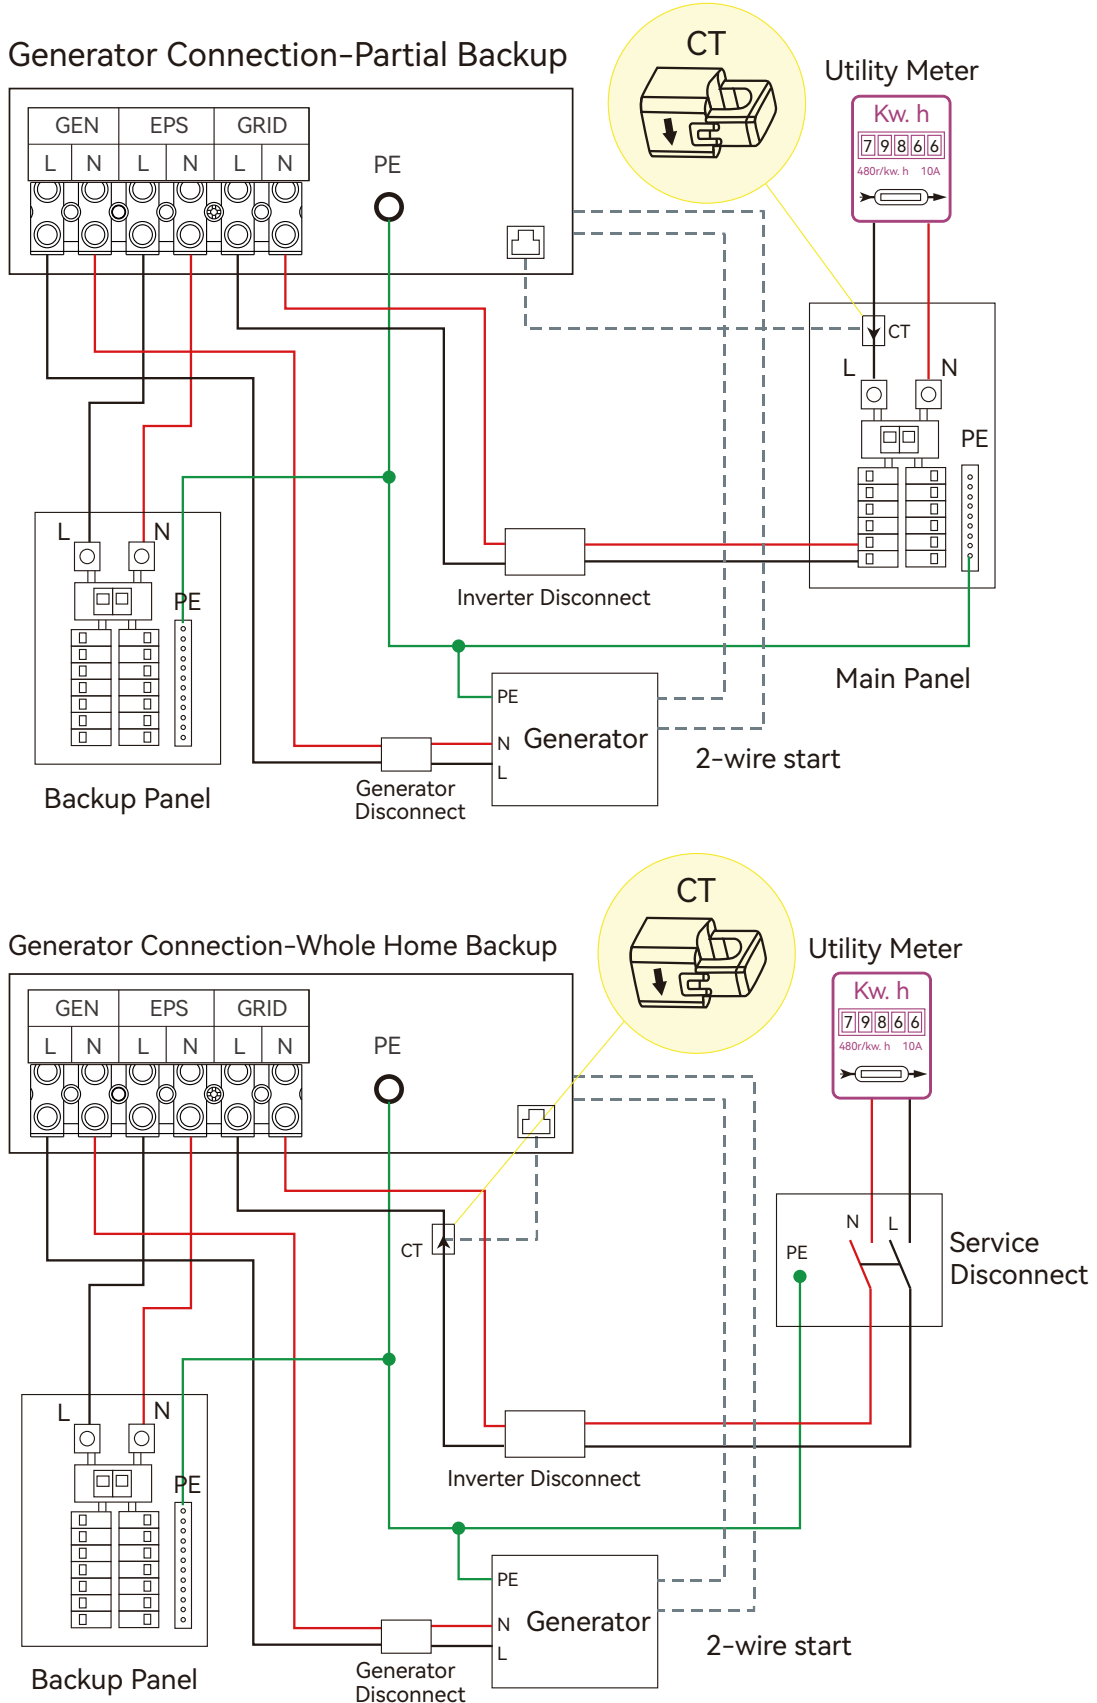 Generator Connection-Partial Backup
CT
Utility Meter
Kw. h
79866
480r/kw. h 10A
GEN EPS GRID
L N L N L N
PE
CT
L N
PE
L N
PE
Inverter Disconnect
Main Panel
PE
Generator
N
L
2-wire start
Generator
Disconnect
Backup Panel
CT
Generator Connection-Whole Home Backup
Utility Meter
Kw. h
79866
480r/kw. h 10A
GEN EPS GRID
L N L N L N
PE
N L
CT
PE
Service
Disconnect
L N
PE
Inverter Disconnect
PE
Generator
N
L
2-wire start
Generator
Disconnect
Backup Panel